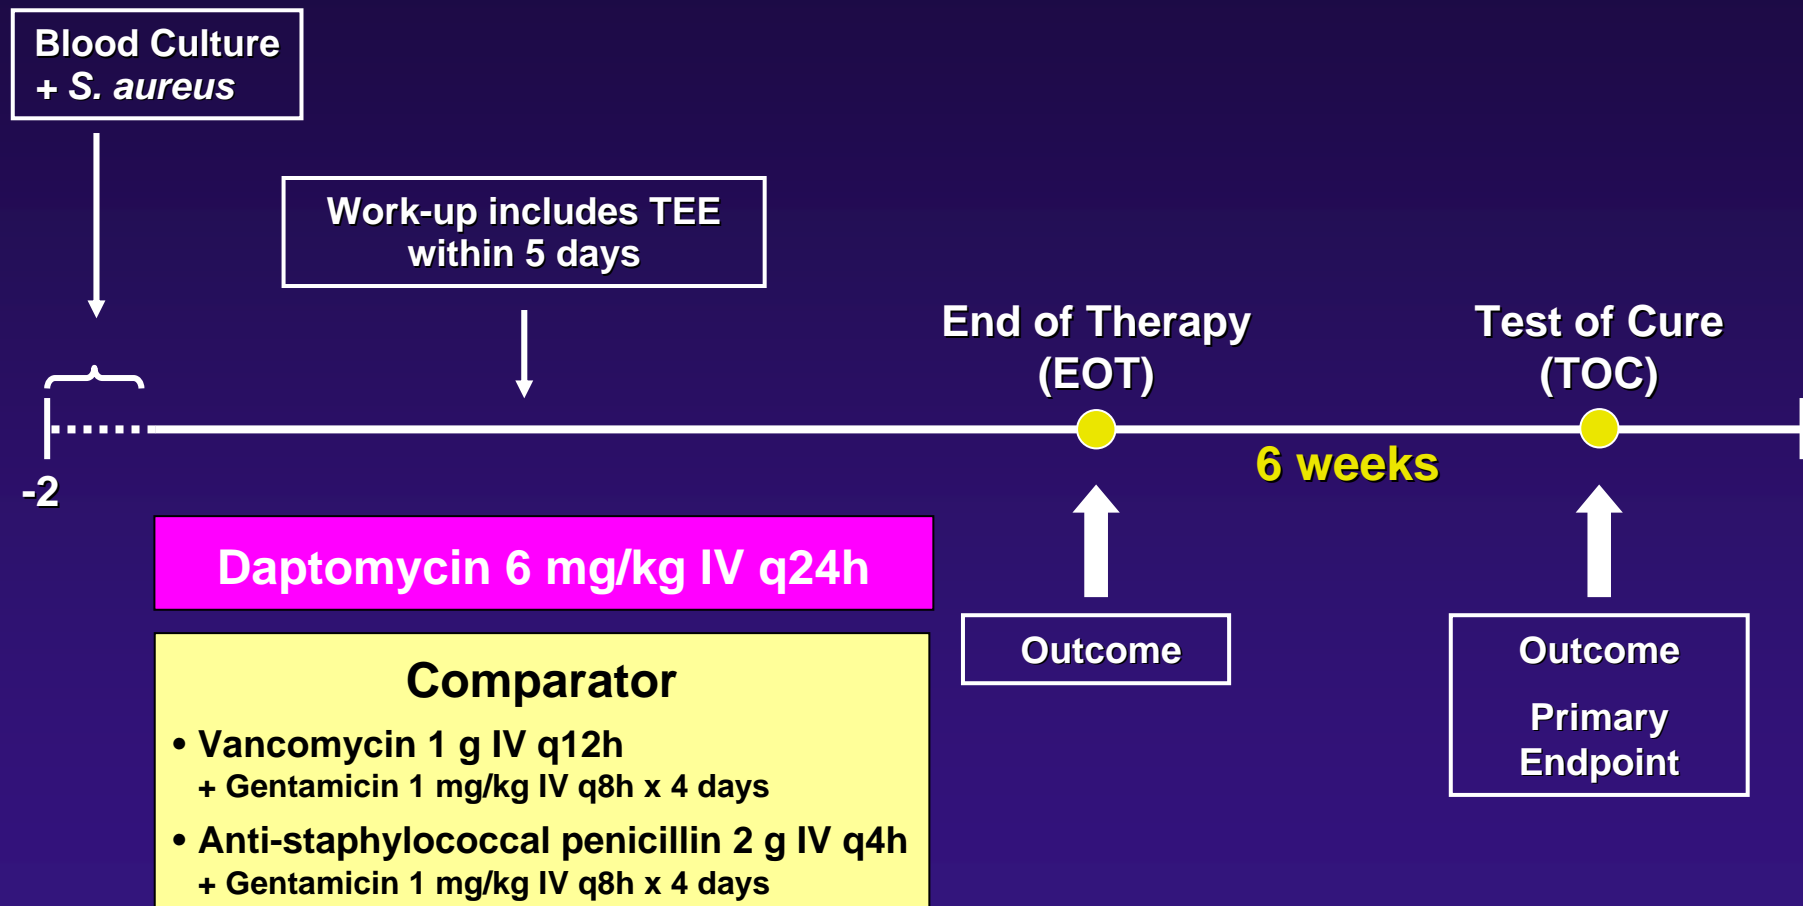 Blood Culture
+ S. aureus
Work-up includes TEE
within 5 days
End of Therapy
(EOT)
Test of Cure
(TOC)
-2
6 weeks
Daptomycin 6 mg/kg IV q24h
Comparator
• Vancomycin 1 g IV q12h
+ Gentamicin 1 mg/kg IV q8h x 4 days
• Anti-staphylococcal penicillin 2 g IV q4h
+ Gentamicin 1 mg/kg IV q8h x 4 days
Outcome
Outcome
Primary
Endpoint